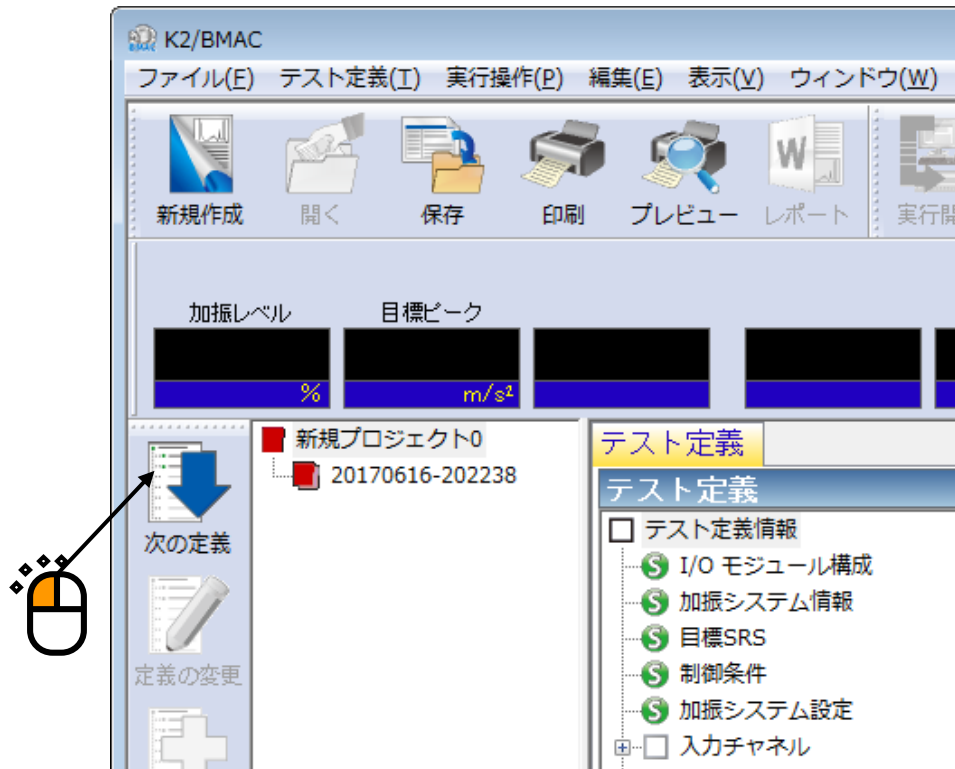 K2/BMAC
ファイル(F) テスト定義(T) 実行操作(P) 編集(E) 表示(V) ウィンドウ(W)
新規作成 開く 保存 印刷 プレビュー レポート 実行開
加振レベル 目標ピーク
% m/s²
新規プロジェクト0
20170616-202238
次の定義
定義の変更
テスト定義
テスト定義
テスト定義情報
I/O モジュール構成
加振システム情報
目標SRS
制御条件
加振システム設定
入力チャネル